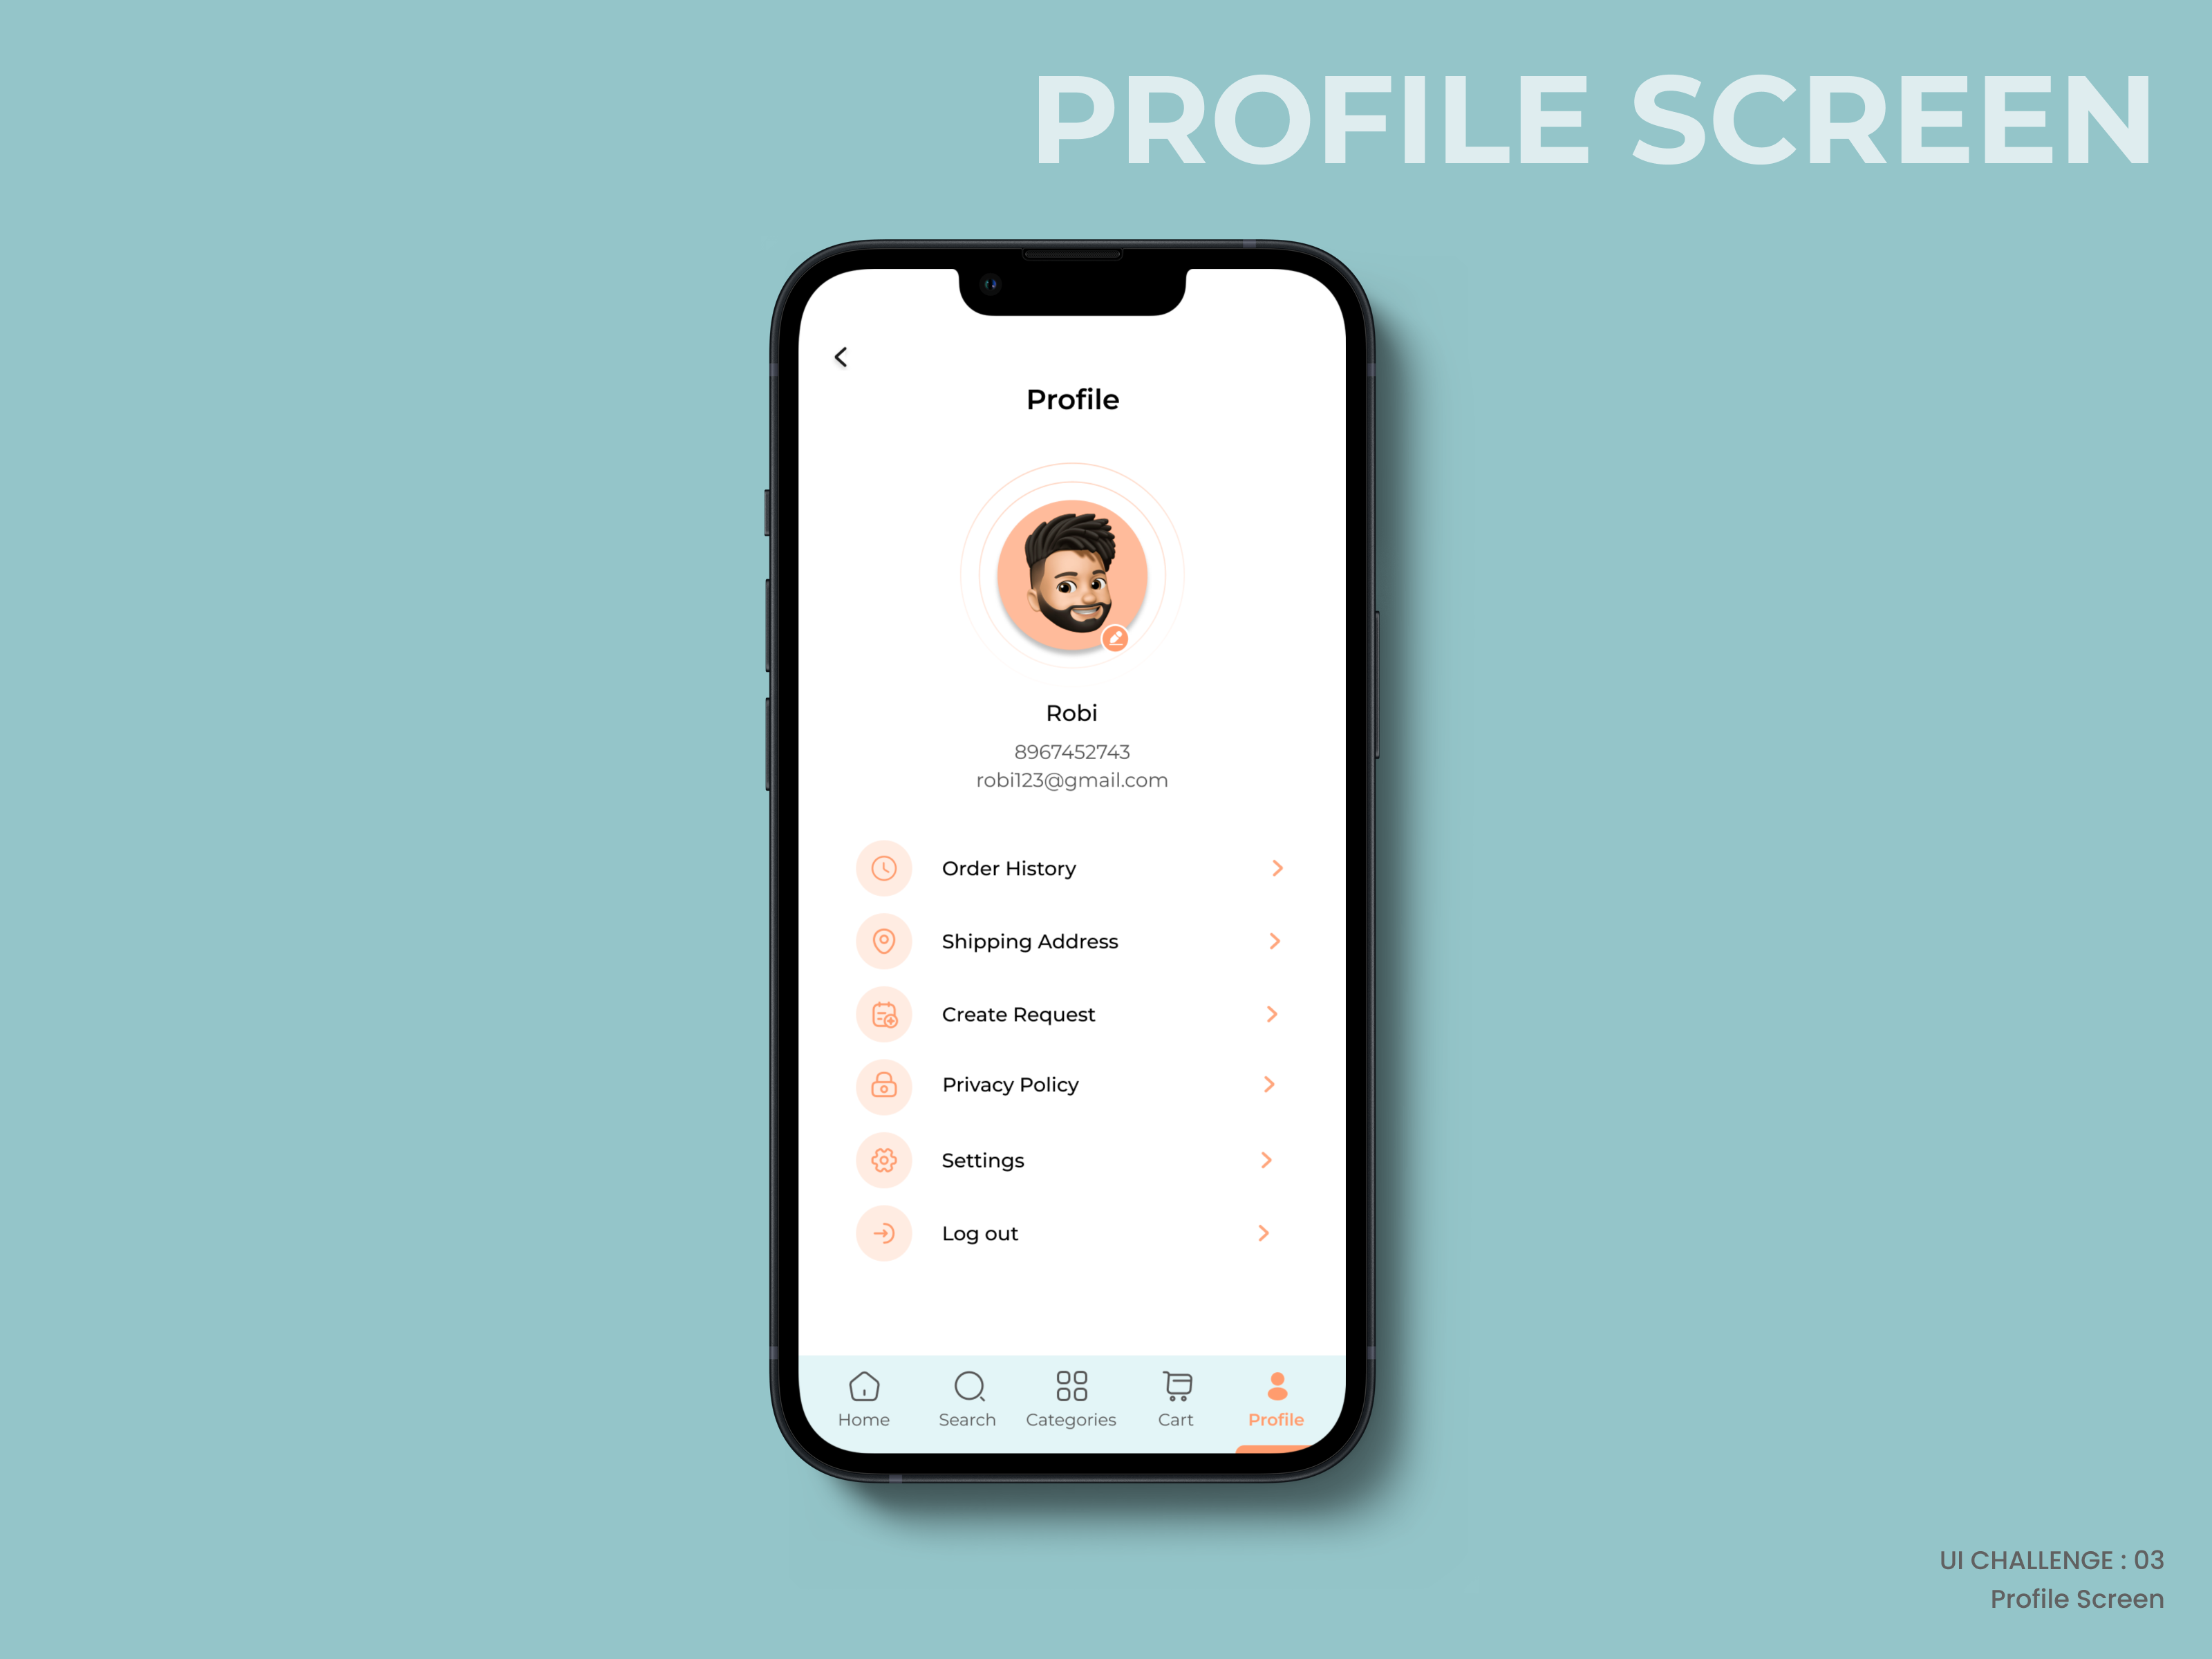 PROFILE SCREEN
Profile
Robi
8967452743
robi123@gmail.com
Order History
Shipping Address
Create Request
Privacy Policy
Settings
Log out
Home
Search
Categories
Cart
Profile
UI CHALLENGE : 03
Profile Screen